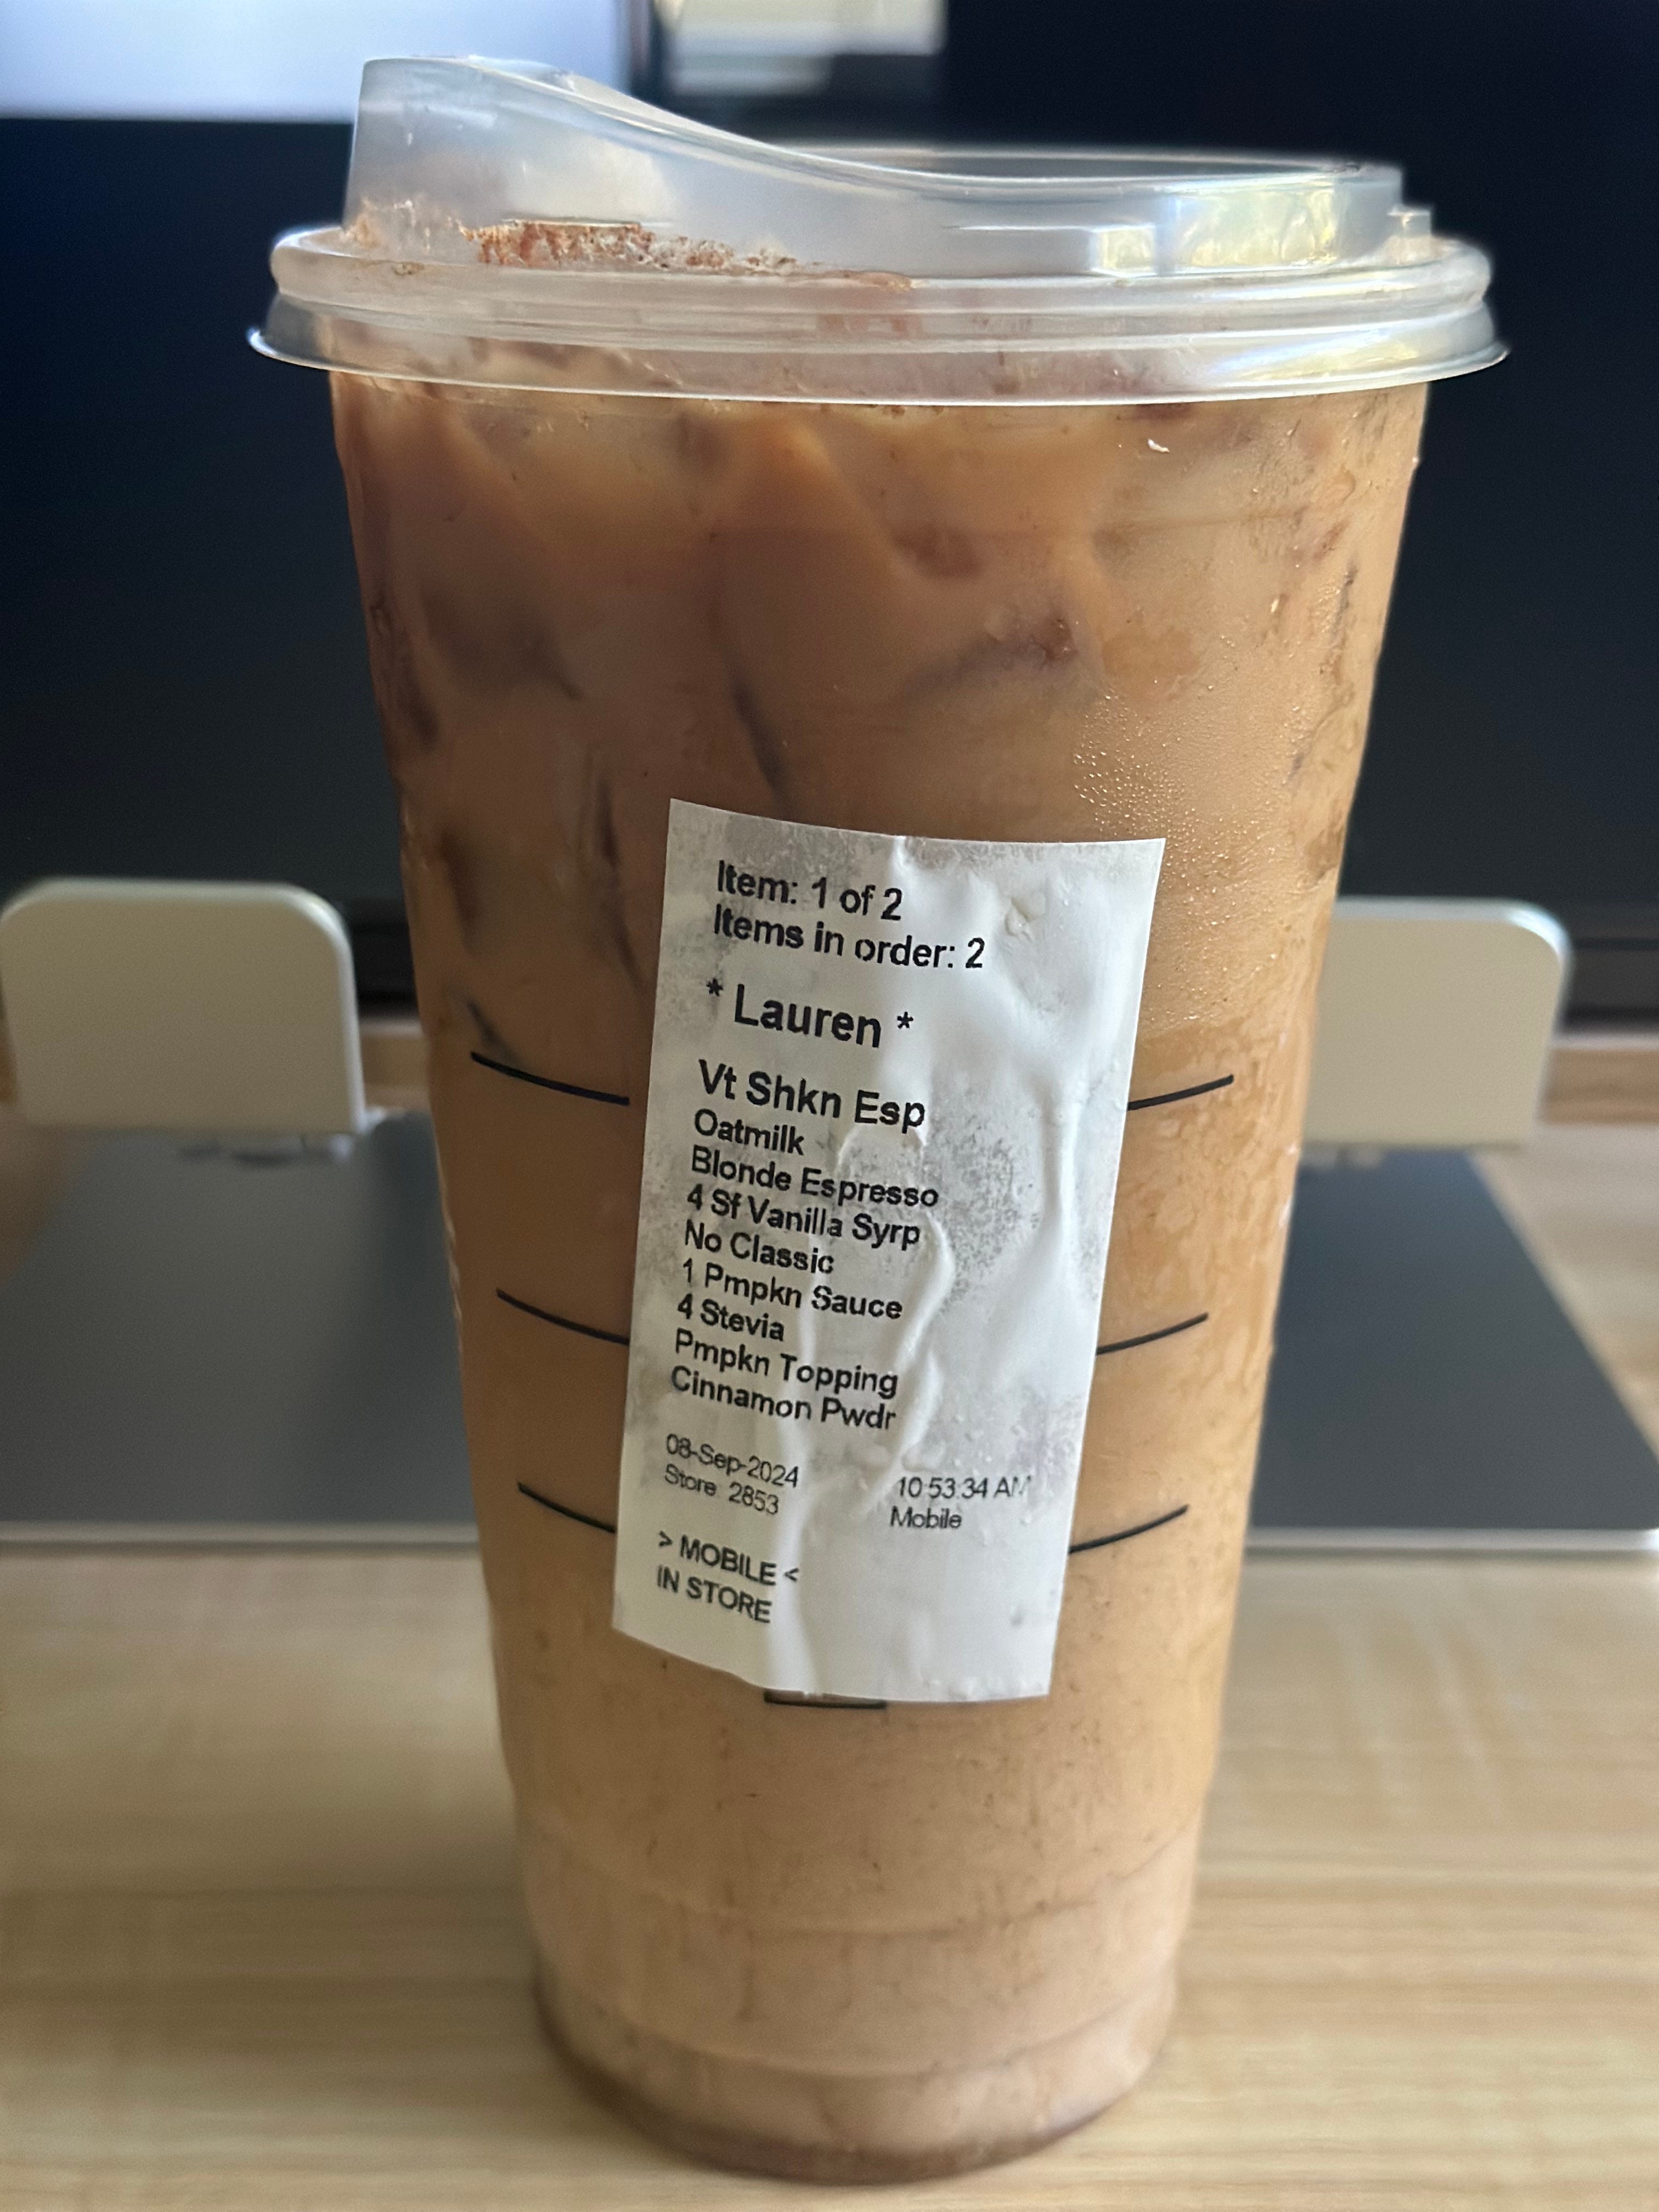 Item: 1 of 2
Items in order: 2
* Lauren *
Vt Shkn Esp
Oatmilk
Blonde Espresso
4 Sf Vanilla Syrp
No Classic
1 Pmpkn Sauce
4 Stevia
Pmpkn Topping
Cinnamon Pwdr
08-Sep-2024 10:53:34 AM
Store: 2853 Mobile
> MOBILE <
IN STORE